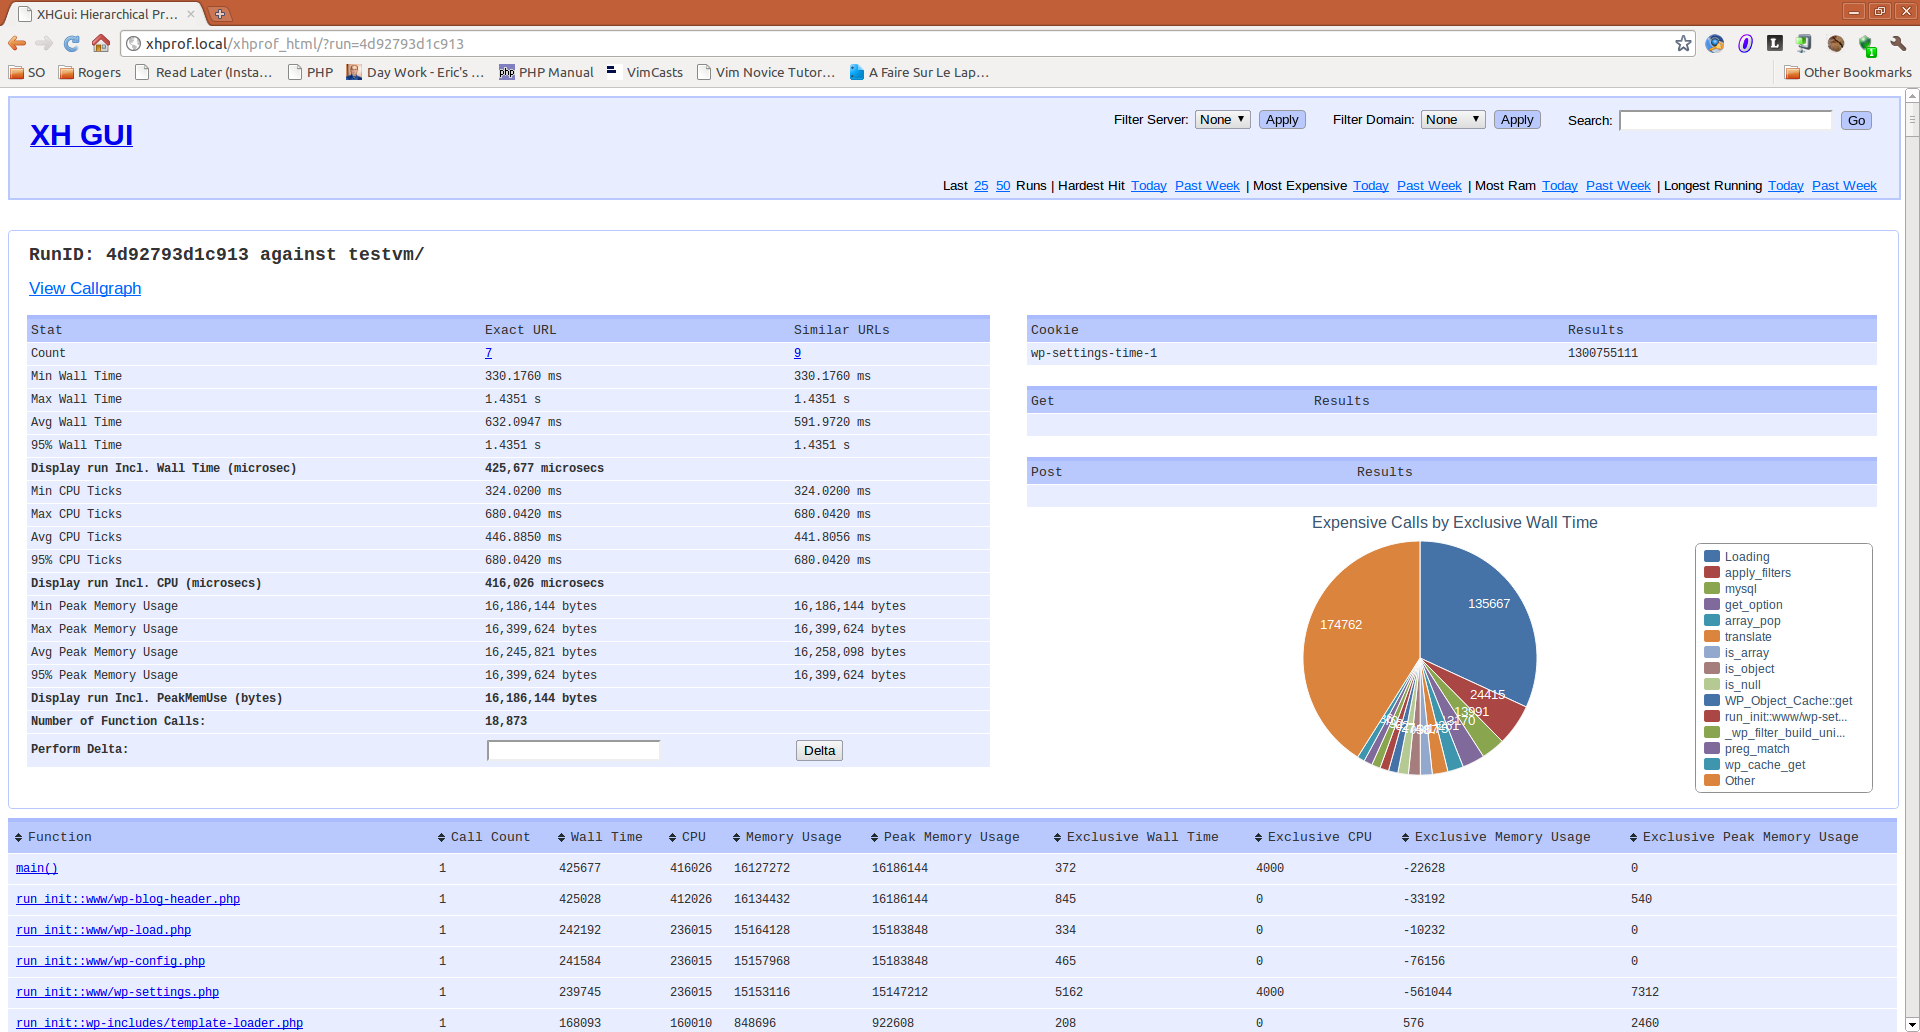 XHGui: Hierarchical Pr...
xhprof.local/xhprof_html/?run=4d92793d1c913
SO Rogers Read Later (Insta... PHP Day Work - Eric's ... php PHP Manual VimCasts Vim Novice Tutor... A Faire Sur Le Lap... Other Bookmarks
XH GUI
Filter Server: None Apply Filter Domain: None Apply Search: Go
Last 25 50 Runs | Hardest Hit Today Past Week | Most Expensive Today Past Week | Most Ram Today Past Week | Longest Running Today Past Week
RunID: 4d92793d1c913 against testvm/
View Callgraph
Stat Exact URL Similar URLs
Count 7 9
Min Wall Time 330.1760 ms 330.1760 ms
Max Wall Time 1.4351 s 1.4351 s
Avg Wall Time 632.0947 ms 591.9720 ms
95% Wall Time 1.4351 s 1.4351 s
Display run Incl. Wall Time (microsec) 425,677 microsecs
Min CPU Ticks 324.0200 ms 324.0200 ms
Max CPU Ticks 680.0420 ms 680.0420 ms
Avg CPU Ticks 446.8850 ms 441.8056 ms
95% CPU Ticks 680.0420 ms 680.0420 ms
Display run Incl. CPU (microsecs) 416,026 microsecs
Min Peak Memory Usage 16,186,144 bytes 16,186,144 bytes
Max Peak Memory Usage 16,399,624 bytes 16,399,624 bytes
Avg Peak Memory Usage 16,245,821 bytes 16,258,098 bytes
95% Peak Memory Usage 16,399,624 bytes 16,399,624 bytes
Display run Incl. PeakMemUse (bytes) 16,186,144 bytes
Number of Function Calls: 18,873
Perform Delta: Delta
Cookie Results
wp-settings-time-1 1300755111
Get Results
Post Results
Expensive Calls by Exclusive Wall Time
135667
174762
24415
13991
13170
Loading
apply_filters
mysql
get_option
array_pop
translate
is_array
is_object
is_null
WP_Object_Cache::get
run_init::www/wp-set...
_wp_filter_build_uni...
preg_match
wp_cache_get
Other
Function Call Count Wall Time CPU Memory Usage Peak Memory Usage Exclusive Wall Time Exclusive CPU Exclusive Memory Usage Exclusive Peak Memory Usage
main() 1 425677 416026 16127272 16186144 372 4000 -22628 0
run_init::www/wp-blog-header.php 1 425028 412026 16134432 16186144 845 0 -33192 540
run_init::www/wp-load.php 1 242192 236015 15164128 15183848 334 0 -10232 0
run_init::www/wp-config.php 1 241584 236015 15157968 15183848 465 0 -76156 0
run_init::www/wp-settings.php 1 239745 236015 15153116 15147212 5162 4000 -561044 7312
run_init::wp-includes/template-loader.php 1 168093 160010 848696 922608 208 0 576 2460